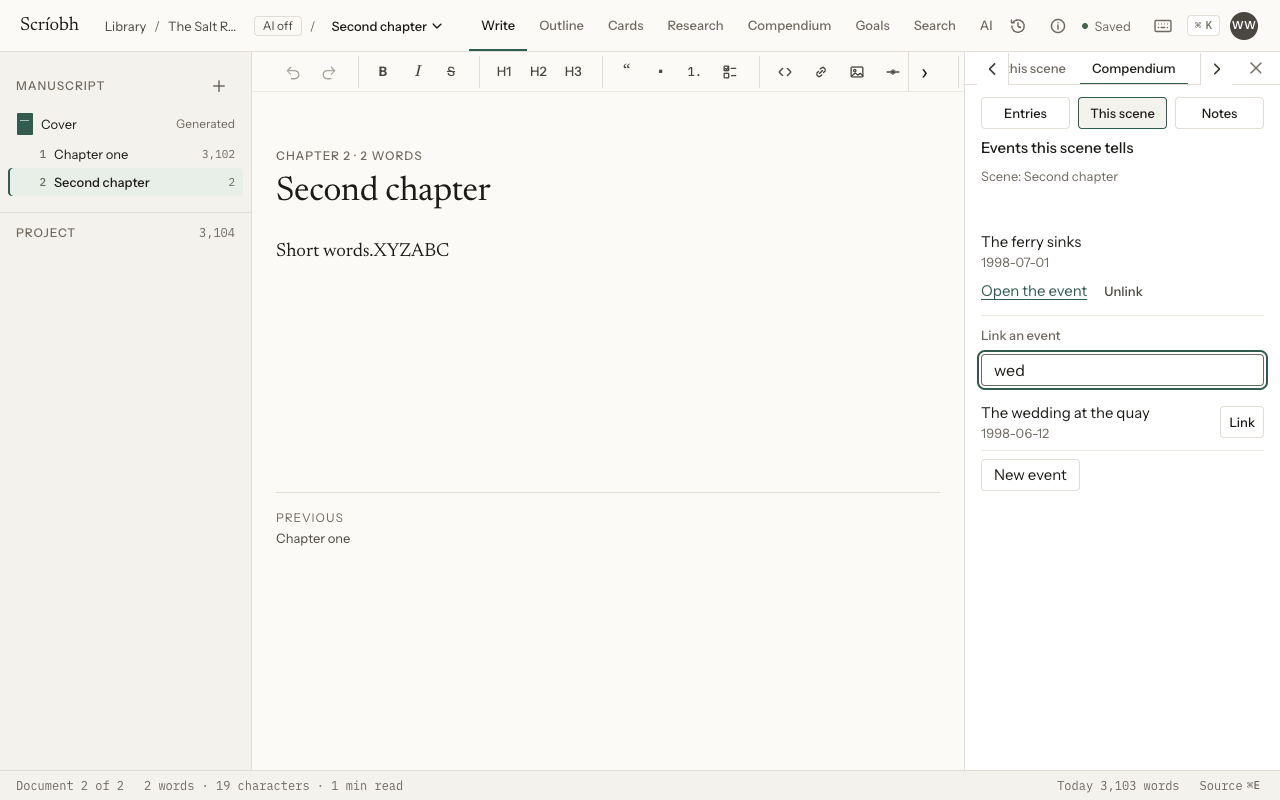 Scríobh Library / The Salt R... AI off / Second chapter Write Outline Cards Research Compendium Goals Search AI Saved ⌘ K WW
MANUSCRIPT
Cover Generated
1 Chapter one 3,102
2 Second chapter 2
PROJECT 3,104
B I S H1 H2 H3 “ 1.
CHAPTER 2 · 2 WORDS
Second chapter
Short words.XYZABC
PREVIOUS
Chapter one
his scene Compendium
Entries This scene Notes
Events this scene tells
Scene: Second chapter
The ferry sinks
1998-07-01
Open the event Unlink
Link an event
wed
The wedding at the quay
1998-06-12
Link
New event
Document 2 of 2 2 words · 19 characters · 1 min read Today 3,103 words Source ⌘E